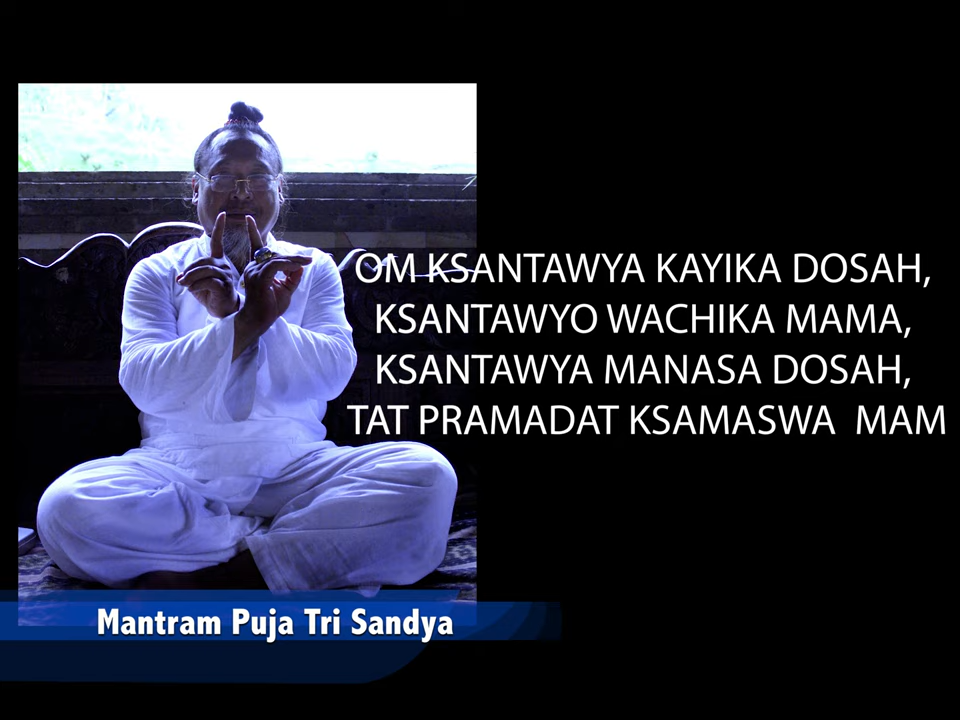 OM KSANTAWYA KAYIKA DOSAH,
KSANTAWYO WACHIKA MAMA,
KSANTAWYA MANASA DOSAH,
TAT PRAMADAT KSAMASWA  MAM
Mantram Puja Tri Sandya